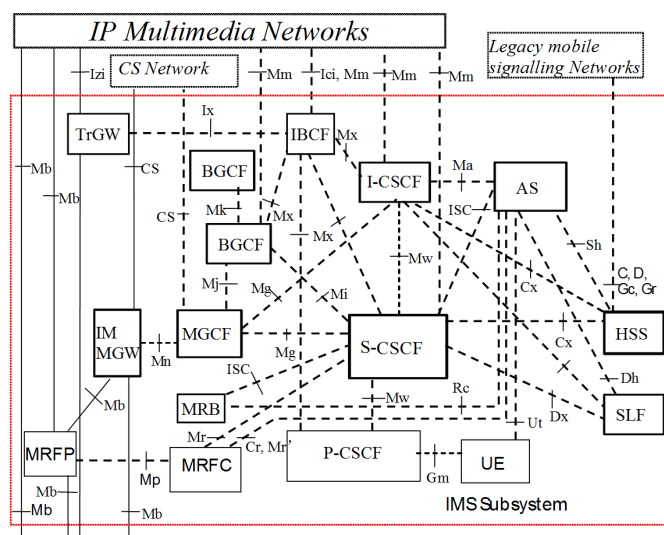 IP Multimedia Networks
CS Network
Legacy mobile
signalling Networks
Izi
Mm
Ici, Mm
Mm
Mm
Ix
TrGW
IBCF
Mx
Mb
Mb
CS
BGCF
I-CSCF
Ma
AS
ISC
Mk
Mx
CS
BGCF
Mx
Mw
Sh
C, D,
Gc, Gr
Cx
Mj
Mg
Mi
IM
MGW
Mn
MGCF
Mg
S-CSCF
Cx
HSS
ISC
Mb
MRB
Mw
Rc
Dh
Dx
SLF
Mr
Cr, Mr'
Ut
MRFP
Mp
MRFC
P-CSCF
Gm
UE
Mb
Mb
Mb
IMS Subsystem